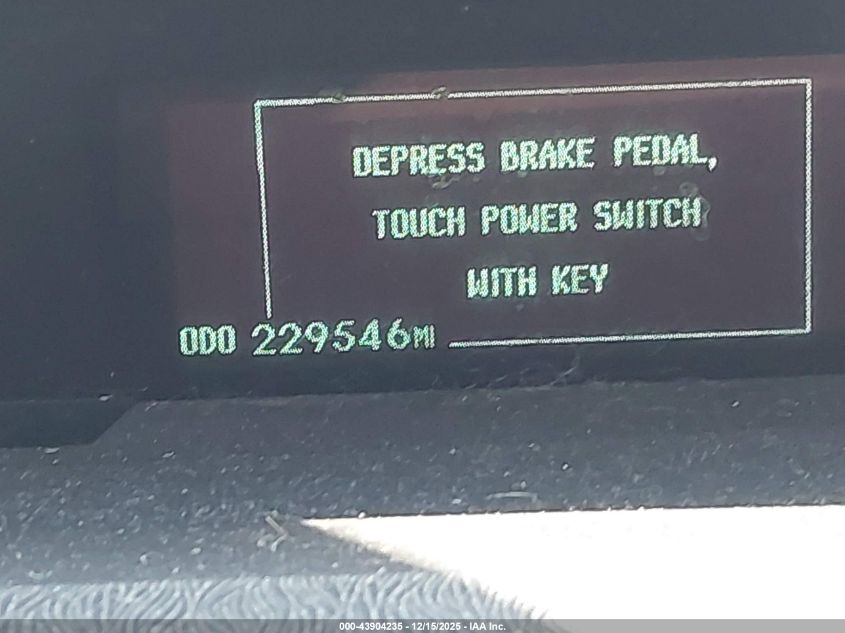 DEPRESS BRAKE PEDAL,
TOUCH POWER SWITCH
WITH KEY
ODO 229546MI
000-43904235 - 12/15/2025 - IAA Inc.